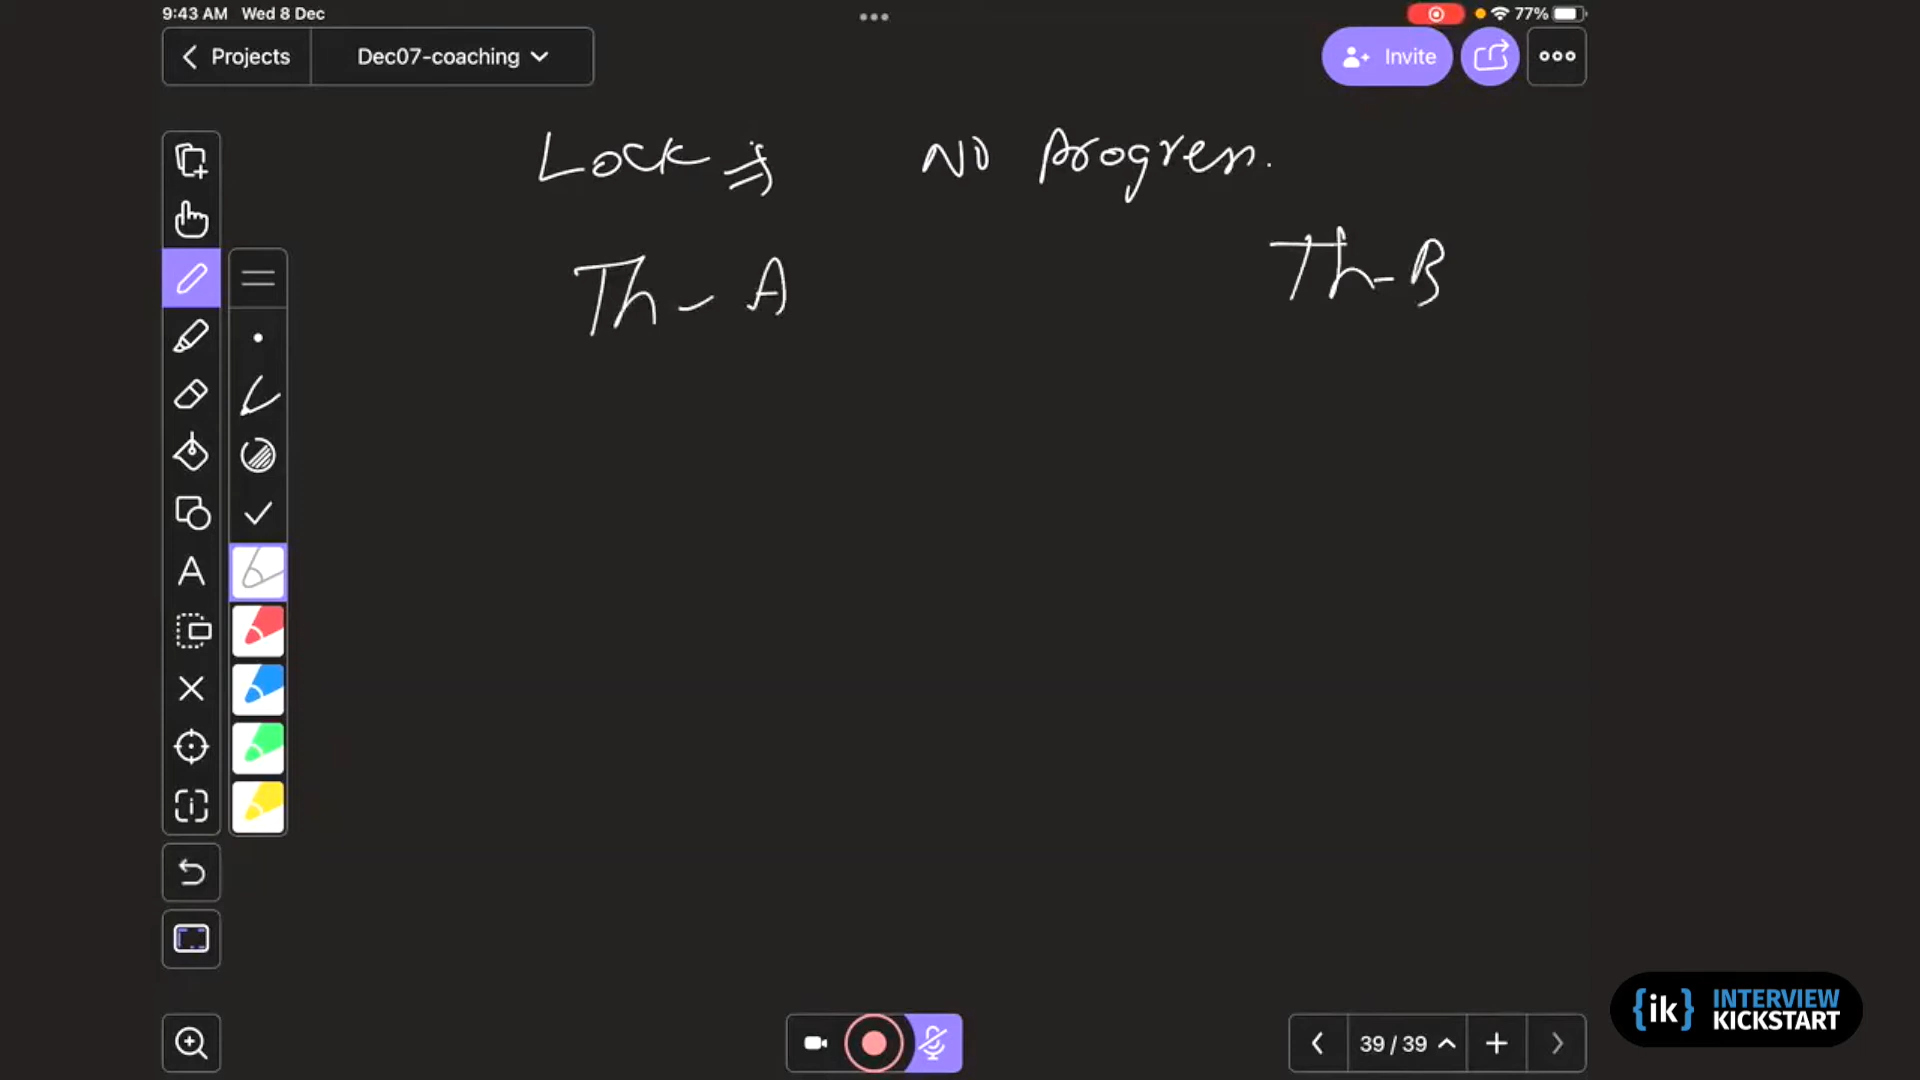 9:43 AM Wed 8 Dec
77%
Projects
Dec07-coaching
Invite
Lock ⇒ No Progress.
Th - A
Th-B
A
39 / 39
{ik} INTERVIEW
KICKSTART